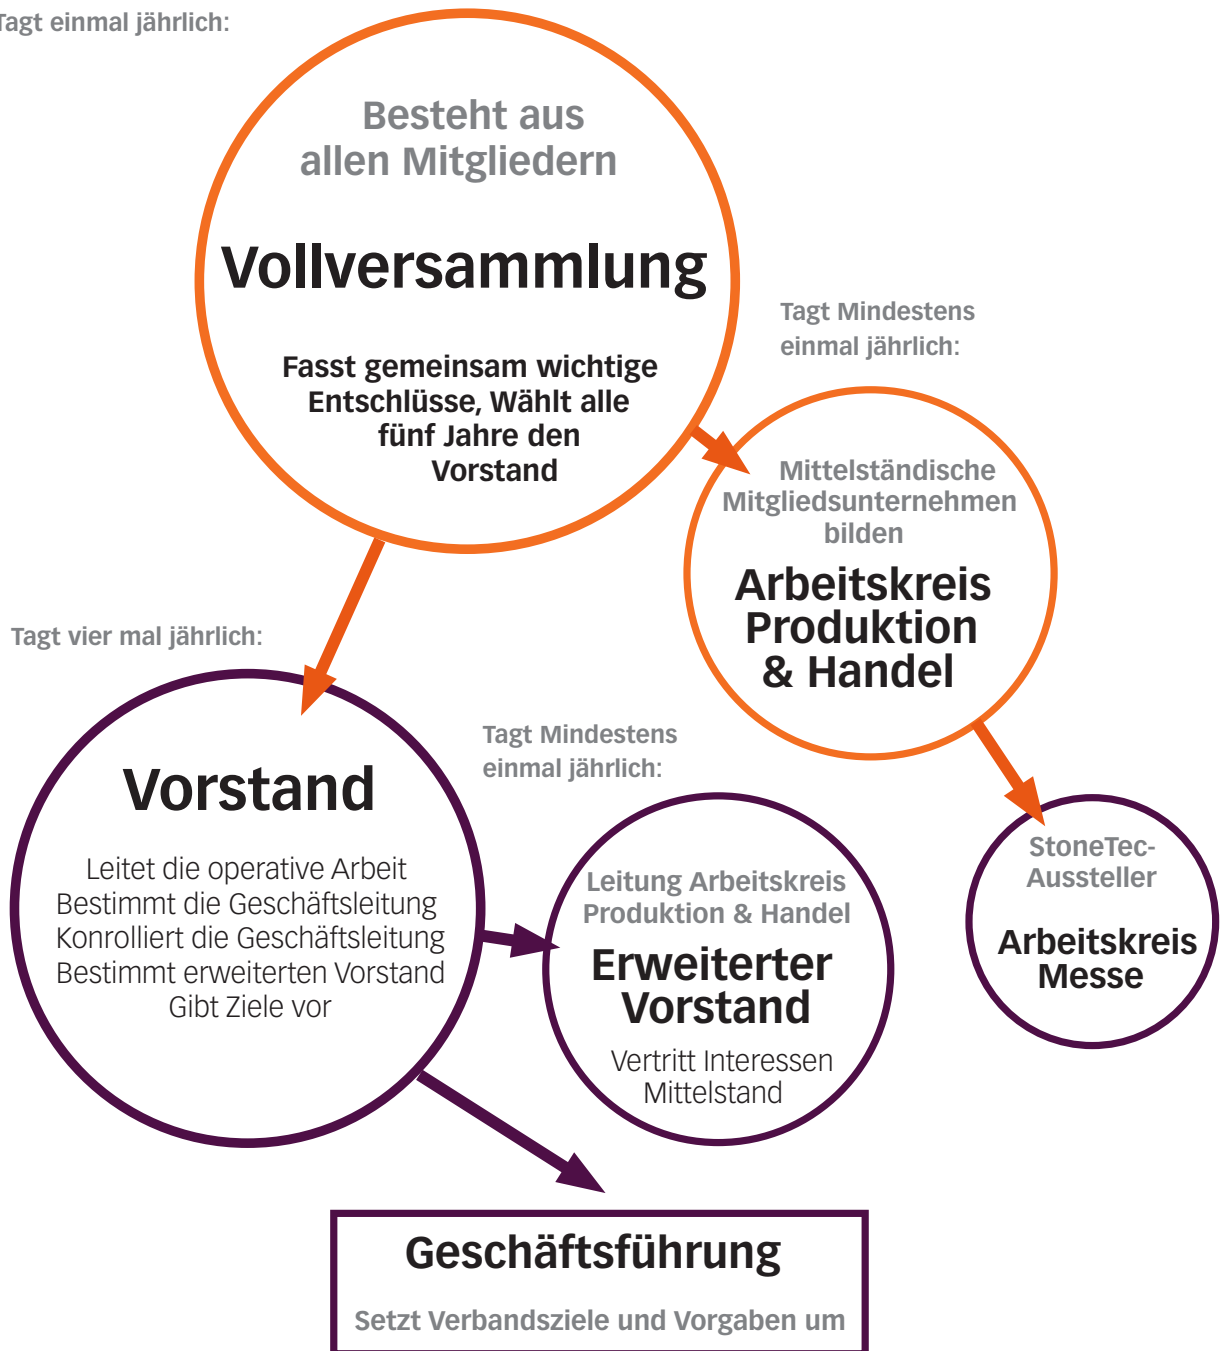 Tagt einmal jährlich:
Besteht aus
allen Mitgliedern
Vollversammlung
Fasst gemeinsam wichtige
Entschlüsse, Wählt alle
fünf Jahre den
Vorstand
Tagt Mindestens
einmal jährlich:
Mittelständische
Mitgliedsunternehmen
bilden
Arbeitskreis
Produktion
& Handel
Tagt vier mal jährlich:
Vorstand
Leitet die operative Arbeit
Bestimmt die Geschäftsleitung
Konrolliert die Geschäftsleitung
Bestimmt erweiterten Vorstand
Gibt Ziele vor
Tagt Mindestens
einmal jährlich:
Leitung Arbeitskreis
Produktion & Handel
Erweiterter
Vorstand
Vertritt Interessen
Mittelstand
StoneTec-
Aussteller
Arbeitskreis
Messe
Geschäftsführung
Setzt Verbandsziele und Vorgaben um